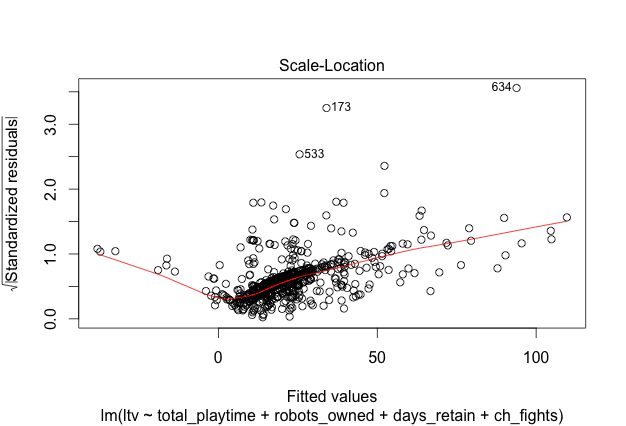 Scale-Location
√|Standardized residuals|
0.0 1.0 2.0 3.0
634
173
533
0 50 100
Fitted values
lm(ltv ~ total_playtime + robots_owned + days_retain + ch_fights)